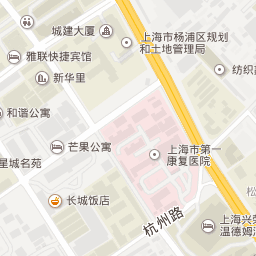 城建大厦
上海市杨浦区规划
和土地管理局
雅联快捷宾馆
新华里
纺织
和谐公寓
芒果公寓
上海市第一
康复医院
星城名苑
长城饭店
杭州路
上海兴荣
温德姆